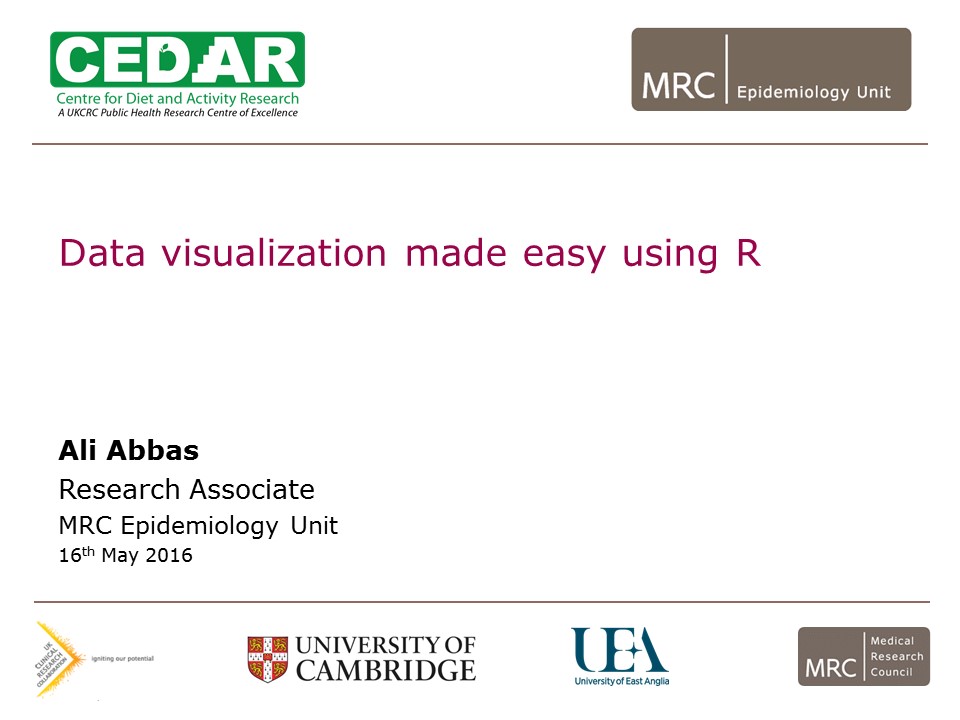 CEDAR
Centre for Diet and Activity Research
A UKCRC Public Health Research Centre of Excellence
MRC Epidemiology Unit
Data visualization made easy using R
Ali Abbas
Research Associate
MRC Epidemiology Unit
16th May 2016
UK
CLINICAL
RESEARCH
COLLABORATION
igniting our potential
UNIVERSITY OF
CAMBRIDGE
UEA
University of East Anglia
MRC
Medical
Research
Council